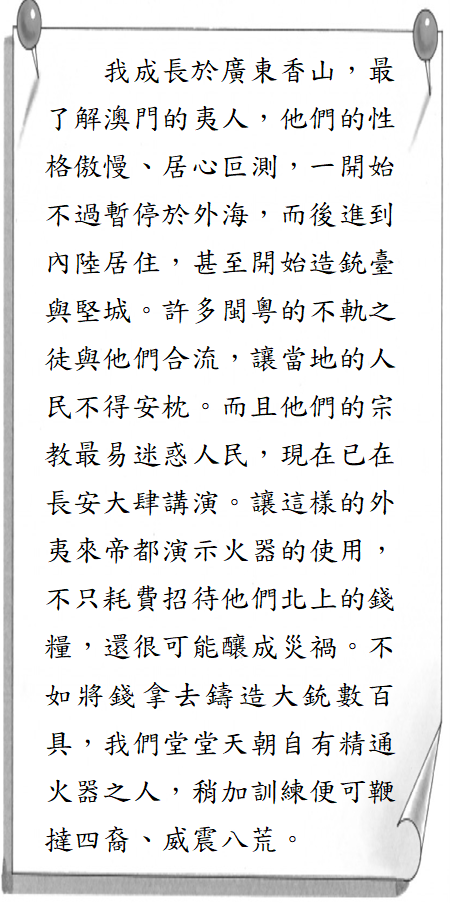 我成長於廣東香山，最
了解澳門的夷人，他們的性
格傲慢、居心叵測，一開始
不過暫停於外海，而後進到
內陸居住，甚至開始造銃臺
與堅城。許多閩粵的不軌之
徒與他們合流，讓當地的人
民不得安枕。而且他們的宗
教最易迷惑人民，現在已在
長安大肆講演。讓這樣的外
夷來帝都演示火器的使用，
不只耗費招待他們北上的錢
糧，還很可能釀成災禍。不
如將錢拿去鑄造大銃數百
具，我們堂堂天朝自有精通
火器之人，稍加訓練便可鞭
撻四裔、威震八荒。